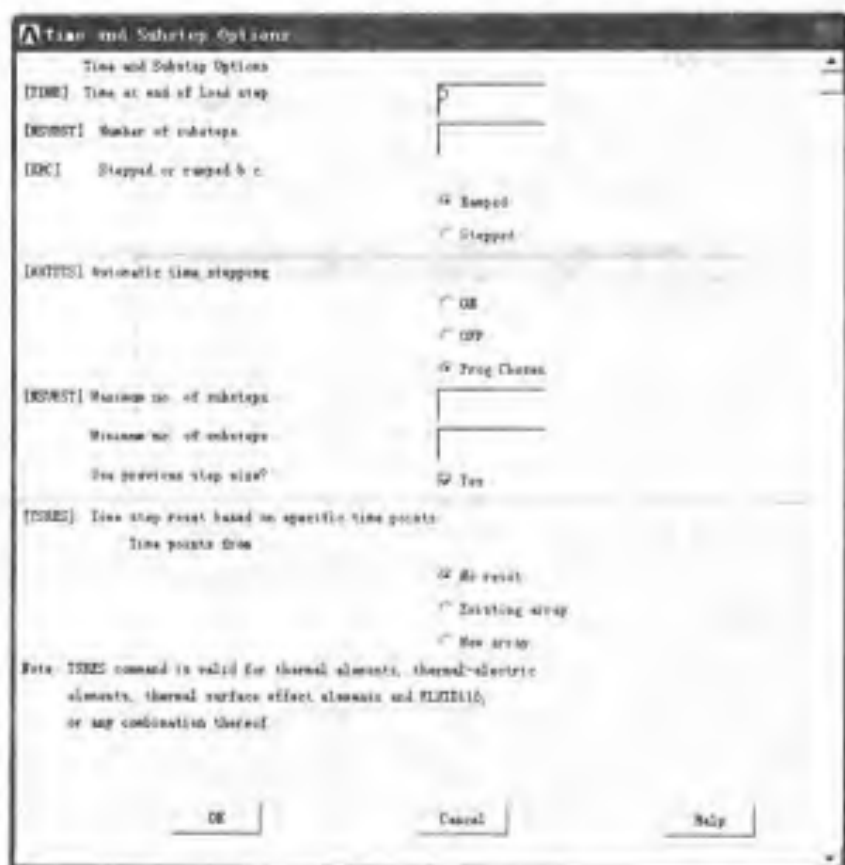 Time and Substep Options
Time and Substep Options
[TIME] Time at end of load step
[NSUBST] Number of substeps
[KBC] Stepped or ramped b.c.
Ramped
Stepped
[AUTOTS] Automatic time stepping
ON
OFF
Prog Chosen
[NSUBST] Maximum no. of substeps
Minimum no. of substeps
Use previous step size?
Yes
[TSRES] Time step reset based on specific time points
Time points from
No reset
Existing array
New array
Note: TSRES command is valid for thermal elements, thermal-electric
elements, thermal surface effect elements and FLUID116,
or any combination thereof.
OK
Cancel
Help